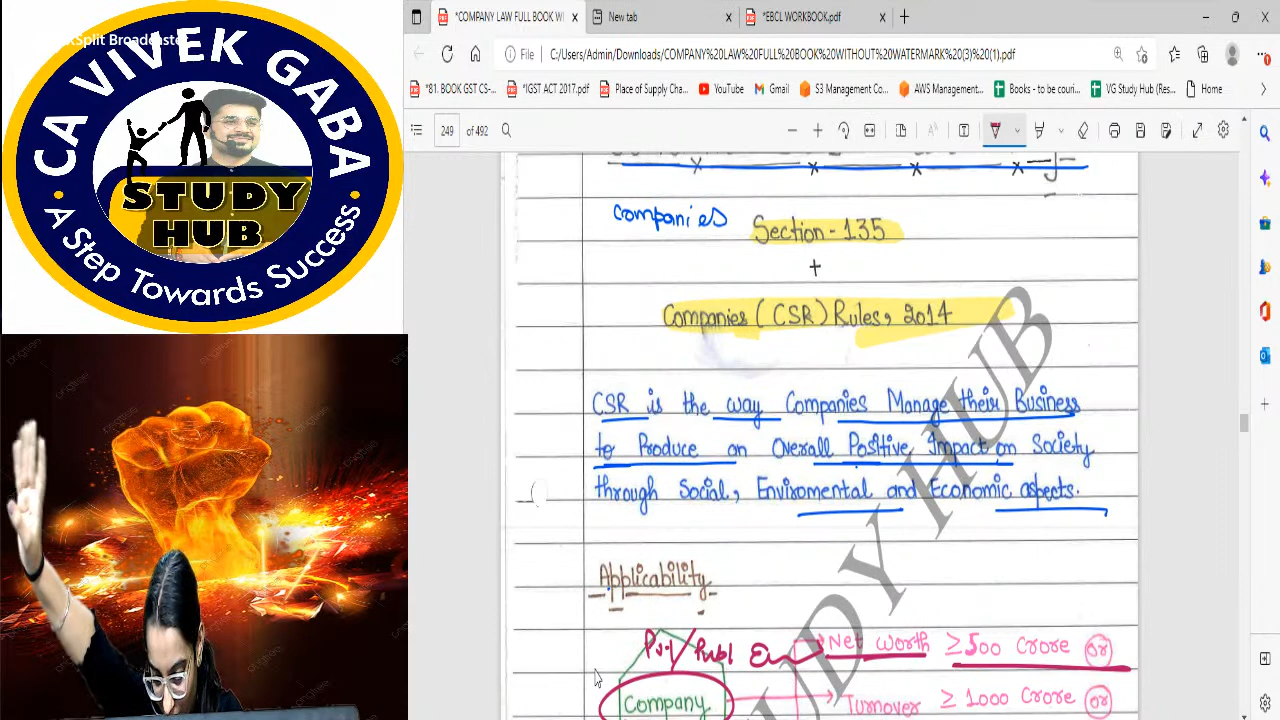 CA VIVEK GABA
STUDY
HUB
A Step Towards Success
*COMPANY LAW FULL BOOK WI
New tab
*EBCL WORKBOOK.pdf
File
C:/Users/Admin/Downloads/COMPANY%20LAW%20FULL%20BOOK%20WITHOUT%20WATERMARK%20(3)%20(1).pdf
*81. BOOK GST CS-...
*IGST ACT 2017.pdf
Place of Supply Cha...
YouTube
Gmail
S3 Management Co...
AWS Management...
Books - to be couri...
VG Study Hub (Res...
Home
249 of 492
companies
Section - 135
+
Companies (CSR) Rules, 2014
CSR is the way Companies Manage their Business
to Produce an Overall Positive Impact on Society
through Social, Enviromental and Economic aspects.
Applicability
Pvt / Publ
Net worth ≥ 500 Crore or
Company
Turnover ≥ 1000 Crore or
UDY HUB